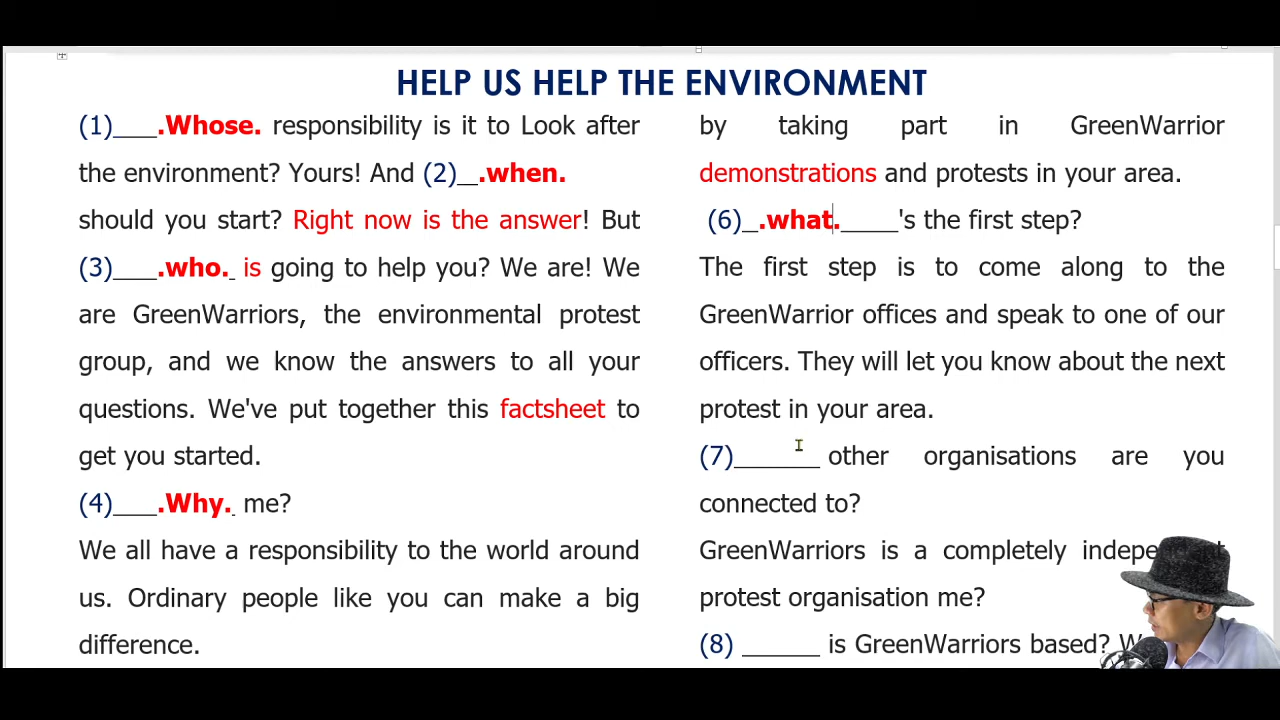 HELP US HELP THE ENVIRONMENT
(1)___.Whose. responsibility is it to Look after
the environment? Yours! And (2)_.when.
should you start? Right now is the answer! But
(3)___.who._ is going to help you? We are! We
are GreenWarriors, the environmental protest
group, and we know the answers to all your
questions. We've put together this factsheet to
get you started.
(4)___.Why._ me?
We all have a responsibility to the world around
us. Ordinary people like you can make a big
difference.
by taking part in GreenWarrior
demonstrations and protests in your area.
(6)_.what.____'s the first step?
The first step is to come along to the
GreenWarrior offices and speak to one of our
officers. They will let you know about the next
protest in your area.
(7)______ other organisations are you
connected to?
GreenWarriors is a completely
protest organisation me?
(8) ______ is GreenWarriors based?